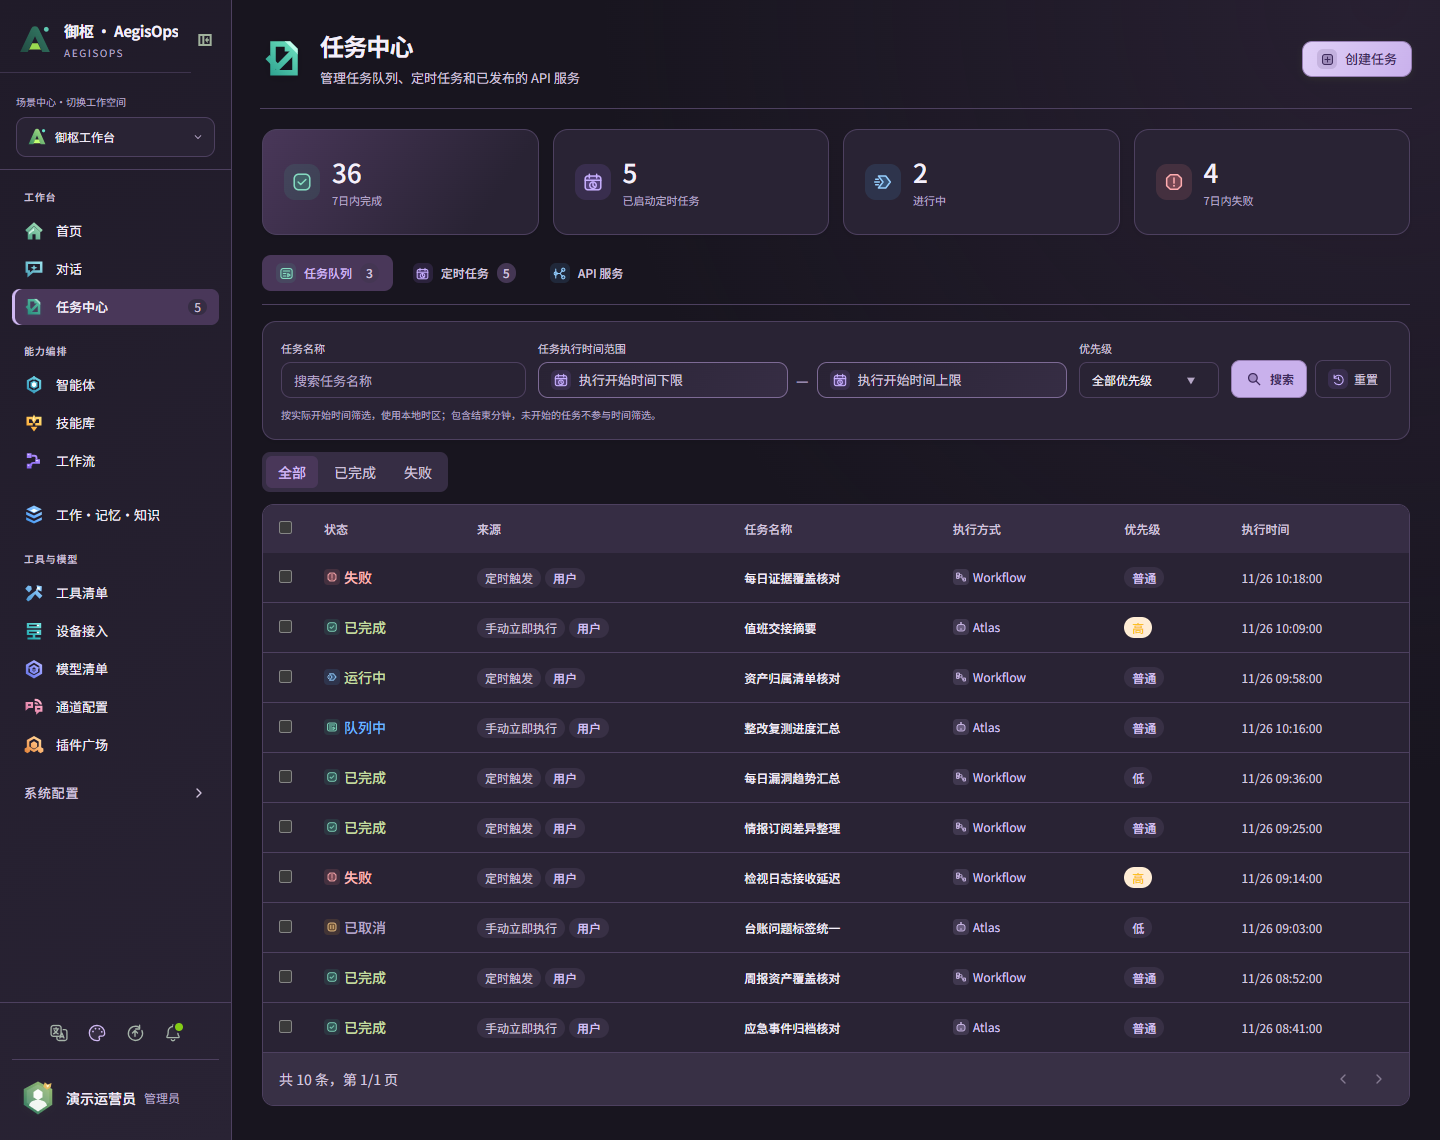 御枢 · AegisOps
AEGISOPS
场景中心 · 切换工作空间
御枢工作台
工作台
首页
对话
任务中心 5
能力编排
智能体
技能库
工作流
工作 · 记忆 · 知识
工具与模型
工具清单
设备接入
模型清单
通道配置
插件广场
系统配置
演示运营员 管理员
任务中心
管理任务队列、定时任务和已发布的 API 服务
创建任务
36
7日内完成
5
已启动定时任务
2
进行中
4
7日内失败
任务队列 3 定时任务 5 API 服务
任务名称 任务执行时间范围 优先级
搜索任务名称 执行开始时间下限 — 执行开始时间上限 全部优先级 搜索 重置
按实际开始时间筛选，使用本地时区；包含结束分钟，未开始的任务不参与时间筛选。
全部 已完成 失败
状态 来源 任务名称 执行方式 优先级 执行时间
失败 定时触发 用户 每日证据覆盖核对 Workflow 普通 11/26 10:18:00
已完成 手动立即执行 用户 值班交接摘要 Atlas 高 11/26 10:09:00
运行中 定时触发 用户 资产归属清单核对 Workflow 普通 11/26 09:58:00
队列中 手动立即执行 用户 整改复测进度汇总 Atlas 普通 11/26 10:16:00
已完成 定时触发 用户 每日漏洞趋势汇总 Workflow 低 11/26 09:36:00
已完成 定时触发 用户 情报订阅差异整理 Workflow 普通 11/26 09:25:00
失败 定时触发 用户 检视日志接收延迟 Workflow 高 11/26 09:14:00
已取消 手动立即执行 用户 台账问题标签统一 Atlas 低 11/26 09:03:00
已完成 定时触发 用户 周报资产覆盖核对 Workflow 普通 11/26 08:52:00
已完成 手动立即执行 用户 应急事件归档核对 Atlas 普通 11/26 08:41:00
共 10 条，第 1/1 页